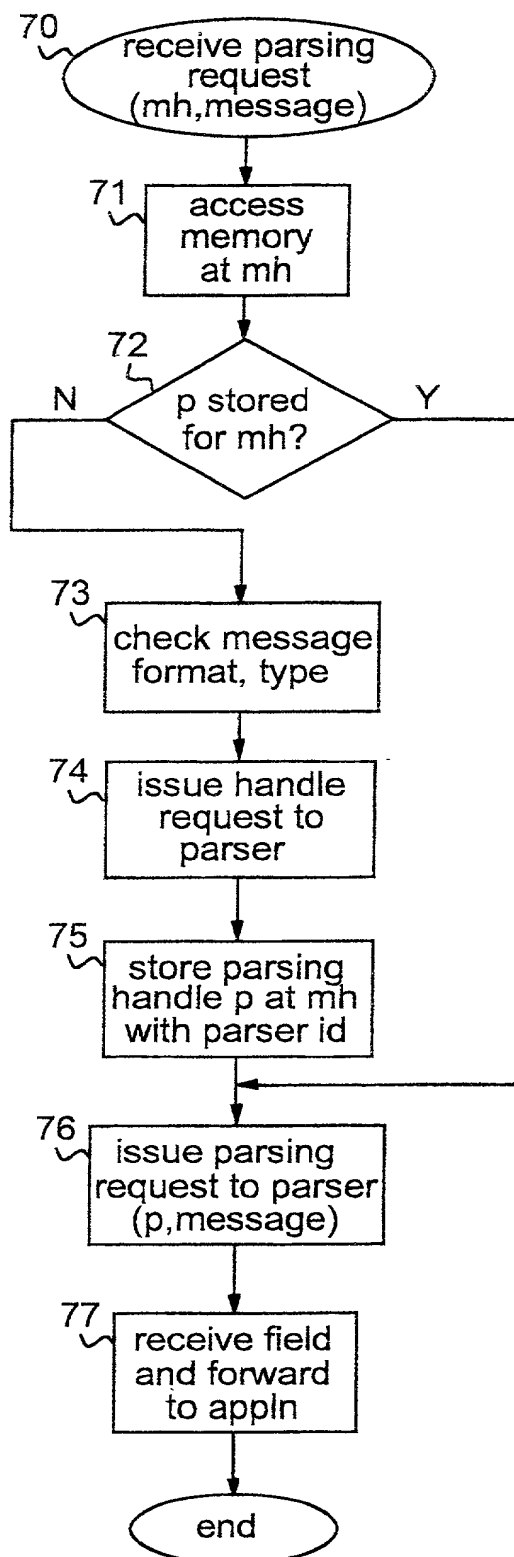 70
receive parsing
request
(mh,message)
71
access
memory
at mh
72
N
p stored
for mh?
Y
73
check message
format, type
74
issue handle
request to
parser
75
store parsing
handle p at mh
with parser id
76
issue parsing
request to parser
(p,message)
77
receive field
and forward
to appln
end